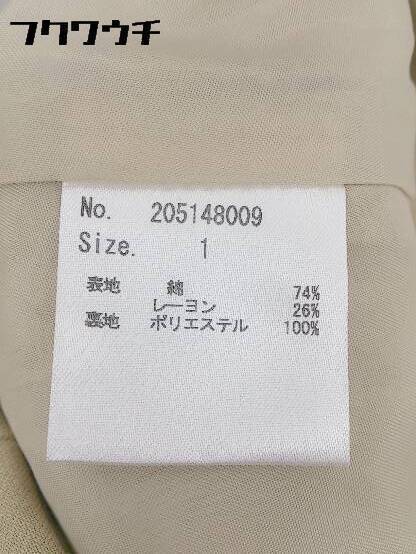 フクワウチ
No. 205148009
Size. 1
表地 綿 74%
レーヨン 26%
裏地 ポリエステル 100%